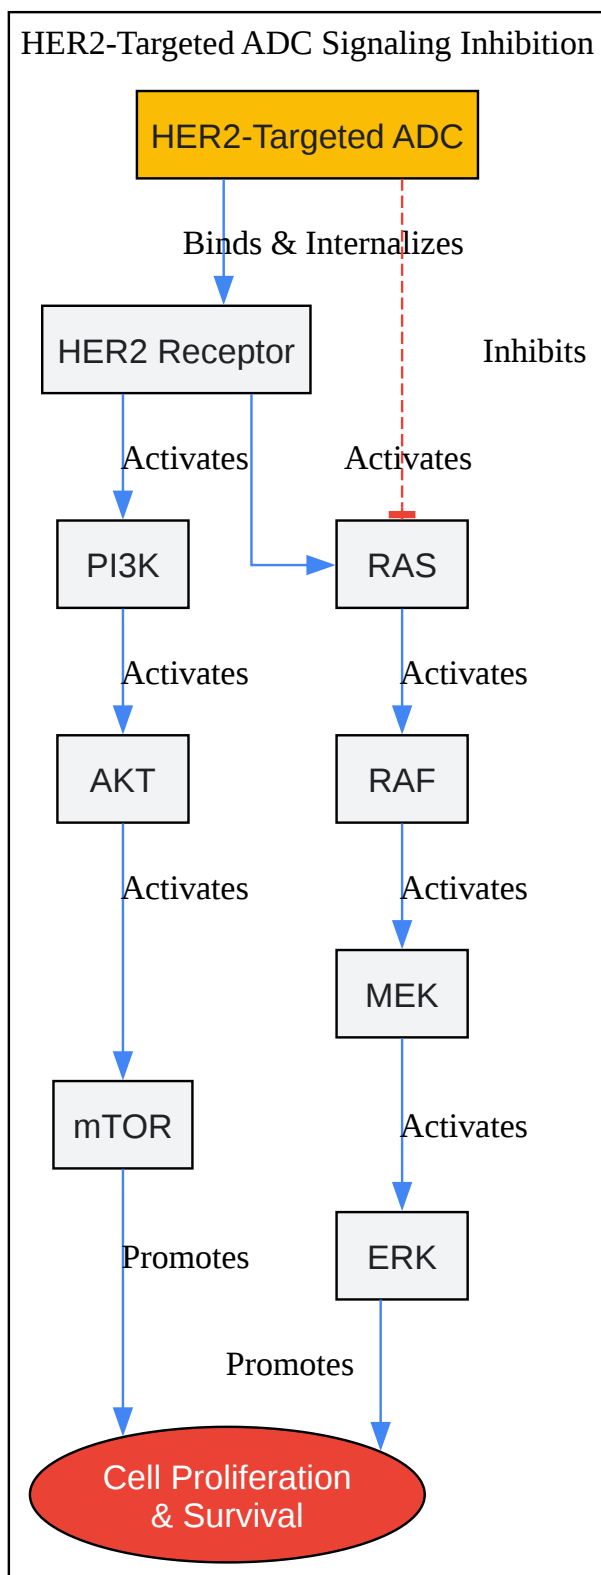 HER2-Targeted ADC Signaling Inhibition
HER2-Targeted ADC
Binds & Internalizes
HER2 Receptor
Inhibits
Activates
Activates
PI3K
RAS
Activates
Activates
AKT
RAF
Activates
Activates
MEK
mTOR
Activates
Promotes
ERK
Promotes
Cell Proliferation
& Survival